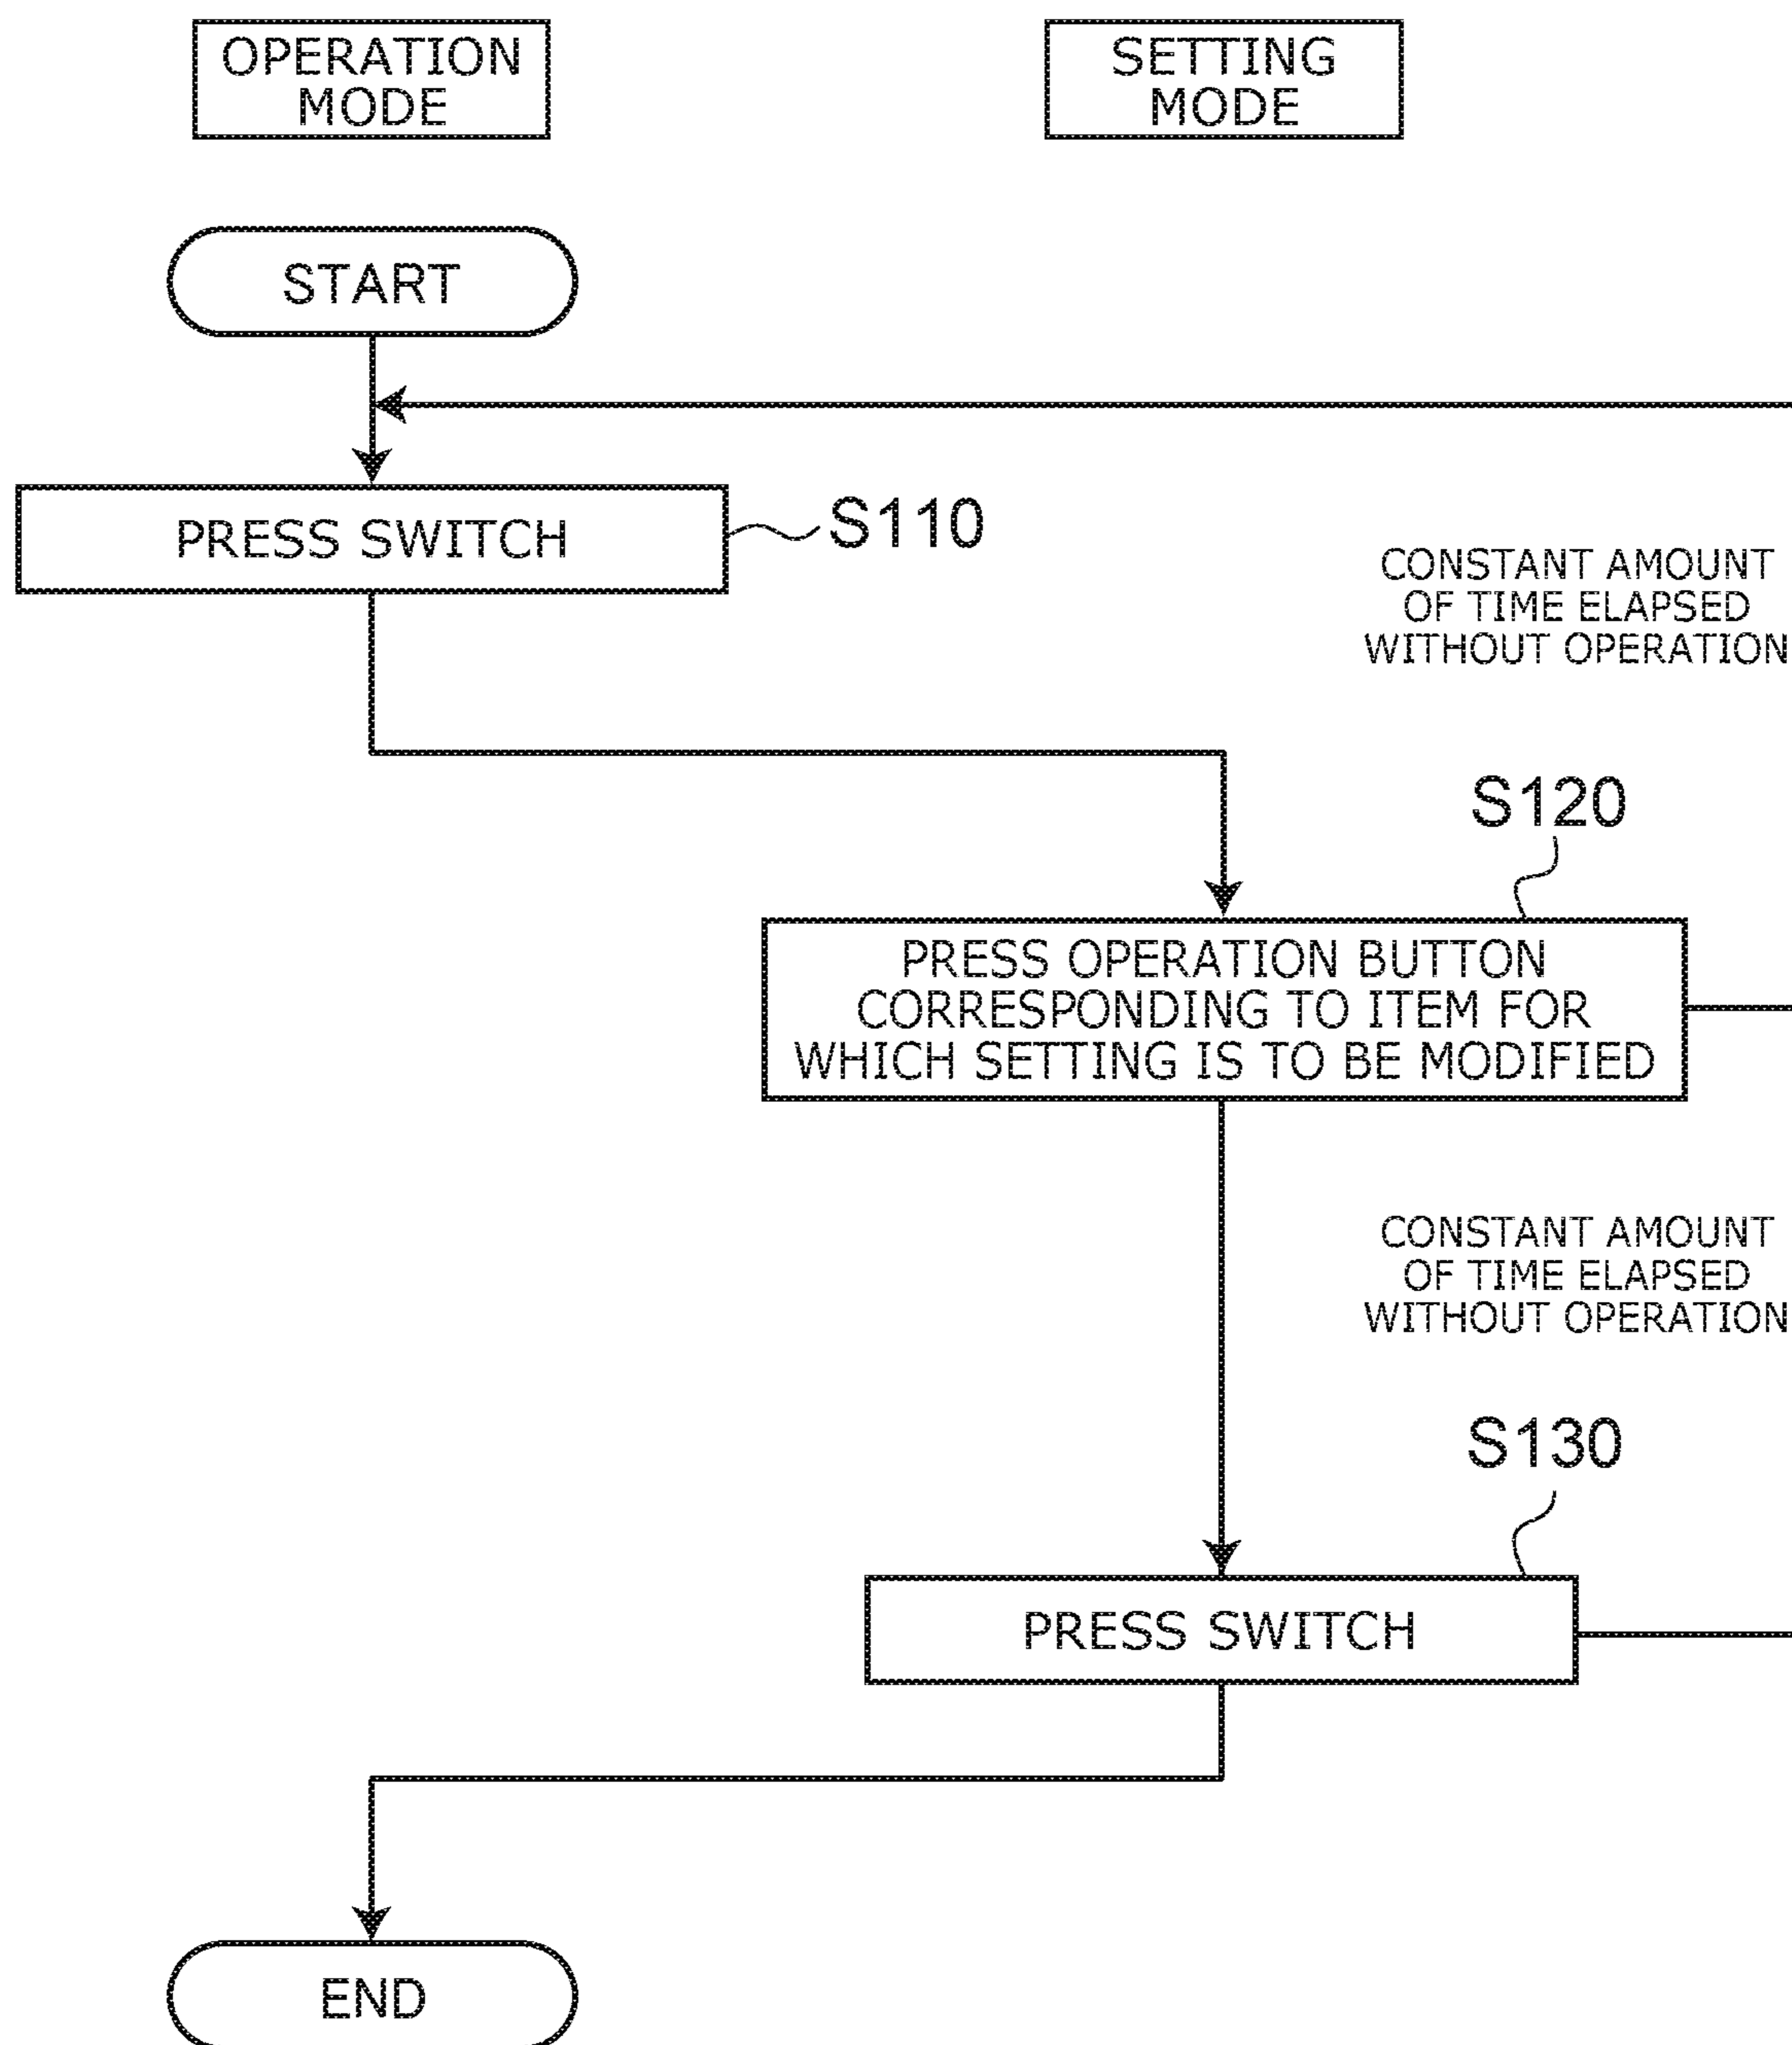 OPERATION
MODE
SETTING
MODE
START
PRESS SWITCH
S110
CONSTANT AMOUNT
OF TIME ELAPSED
WITHOUT OPERATION
S120
PRESS OPERATION BUTTON
CORRESPONDING TO ITEM FOR
WHICH SETTING IS TO BE MODIFIED
CONSTANT AMOUNT
OF TIME ELAPSED
WITHOUT OPERATION
S130
PRESS SWITCH
END